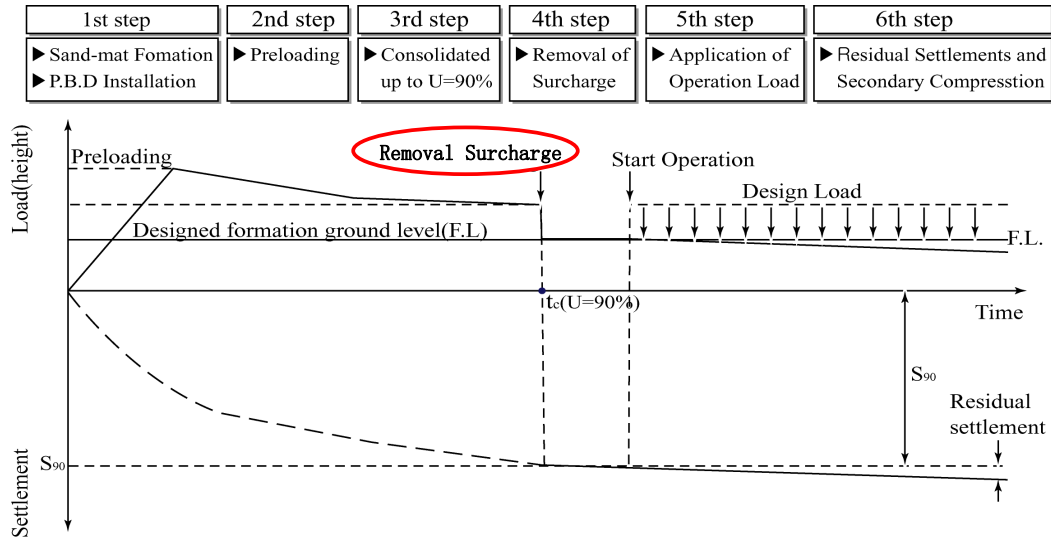 1st step
2nd step
3rd step
4th step
5th step
6th step
▶ Sand-mat Fomation
▶ P.B.D Installation
▶ Preloading
▶ Consolidated
up to U=90%
▶ Removal of
Surcharge
▶ Application of
Operation Load
▶ Residual Settlements and
Secondary Compresstion
Load(height)
Preloading
Removal Surcharge
Start Operation
Design Load
Designed formation ground level(F.L)
F.L.
tc(U=90%)
Time
S90
Residual
settlement
S90
Settlement